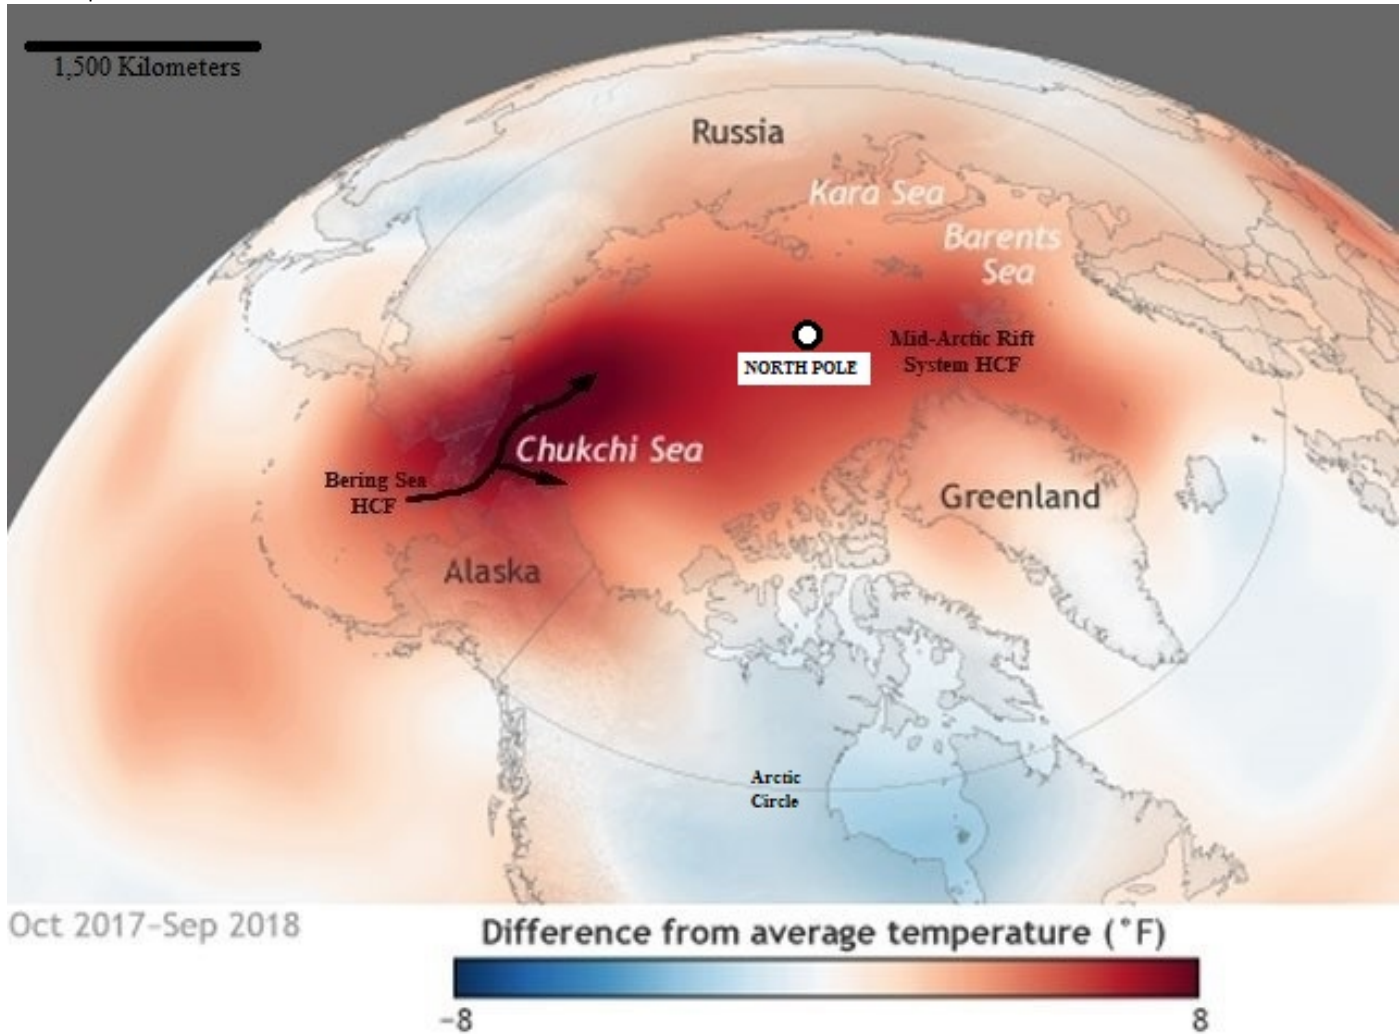 1,500 Kilometers
Russia
Kara Sea
Barents
Sea
Mid-Arctic Rift
System HCF
NORTH POLE
Chukchi Sea
Bering Sea
HCF
Greenland
Alaska
Arctic
Circle
Oct 2017-Sep 2018
Difference from average temperature (°F)
-8
8